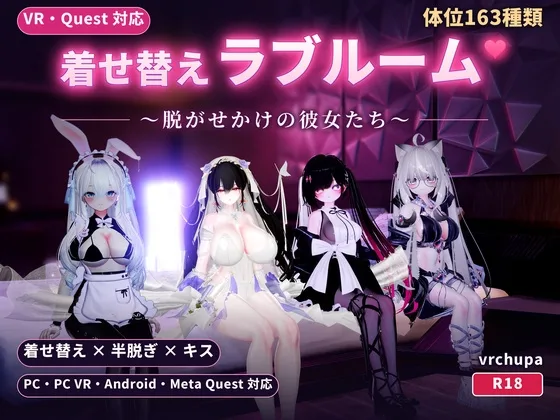 VR・Quest 対応
体位163種類
着せ替えラブルーム
～脱がせかけの彼女たち～
着せ替え × 半脱ぎ × キス
PC・PC VR・Android・Meta Quest 対応
vrchupa
R18